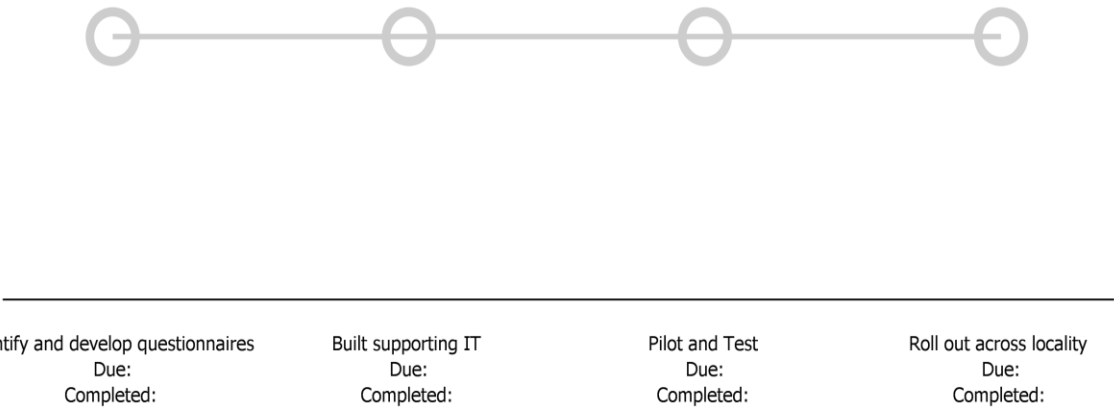 ntify and develop questionnaires
Due:
Completed:
Built supporting IT
Due:
Completed:
Pilot and Test
Due:
Completed:
Roll out across locality
Due:
Completed: